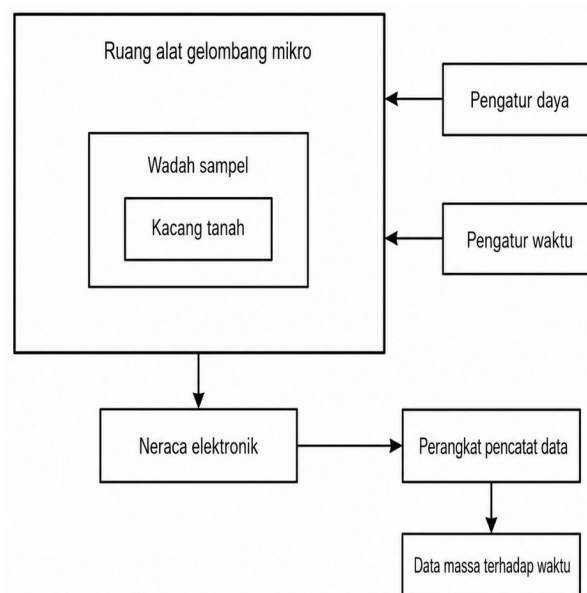 Ruang alat gelombang mikro
Pengatur daya
Wadah sampel
Kacang tanah
Pengatur waktu
Neraca elektronik
Perangkat pencatat data
Data massa terhadap waktu